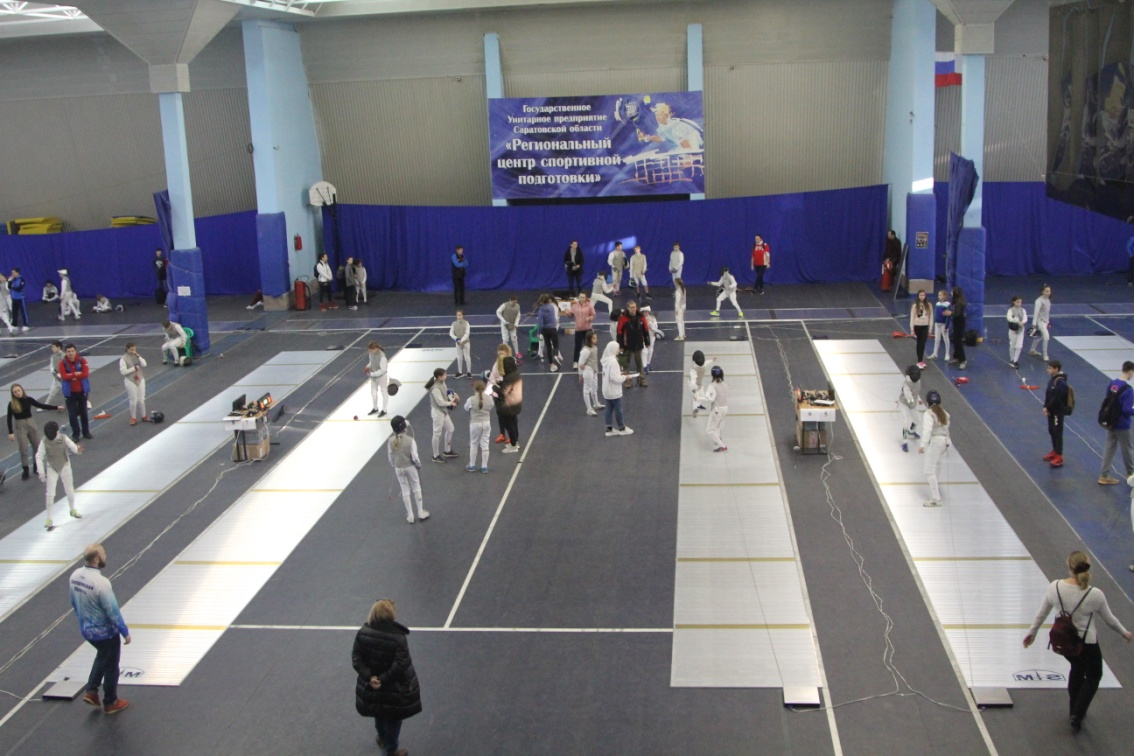 Государственное
Унитарное предприятие
Саратовской области
«Региональный
центр спортивной
подготовки»